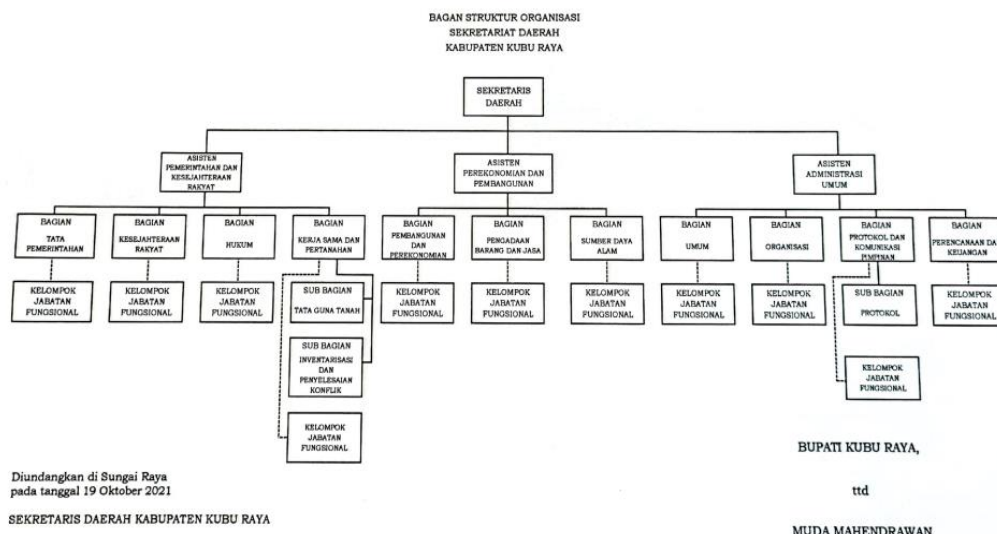 BAGAN STRUKTUR ORGANISASI
SEKRETARIAT DAERAH
KABUPATEN KUBU RAYA
SEKRETARIS
DAERAH
ASISTEN
PEMERINTAHAN DAN
KESEJAHTERAAN
RAKYAT
ASISTEN
PEREKONOMIAN DAN
PEMBANGUNAN
ASISTEN
ADMINISTRASI
UMUM
BAGIAN
TATA
PEMERINTAHAN
BAGIAN
KESEJAHTERAAN
RAKYAT
BAGIAN
HUKUM
BAGIAN
KERJA SAMA DAN
PERTANAHAN
BAGIAN
PEMBANGUNAN
DAN
PEREKONOMIAN
BAGIAN
PENGADAAN
BARANG DAN JASA
BAGIAN
SUMBER DAYA
ALAM
BAGIAN
UMUM
BAGIAN
ORGANISASI
BAGIAN
PROTOKOL DAN
KOMUNIKASI
PIMPINAN
BAGIAN
PERENCANAAN DA
KEUANGAN
KELOMPOK
JABATAN
FUNGSIONAL
KELOMPOK
JABATAN
FUNGSIONAL
KELOMPOK
JABATAN
FUNGSIONAL
SUB BAGIAN
TATA GUNA TANAH
KELOMPOK
JABATAN
FUNGSIONAL
KELOMPOK
JABATAN
FUNGSIONAL
KELOMPOK
JABATAN
FUNGSIONAL
KELOMPOK
JABATAN
FUNGSIONAL
KELOMPOK
JABATAN
FUNGSIONAL
SUB BAGIAN
PROTOKOL
KELOMPOK
JABATAN
FUNGSIONAL
SUB BAGIAN
INVENTARISASI
DAN
PENYELESAIAN
KONFLIK
KELOMPOK
JABATAN
FUNGSIONAL
KELOMPOK
JABATAN
FUNGSIONAL
BUPATI KUBU RAYA,
ttd
MUDA MAHENDRAWAN
Diundangkan di Sungai Raya
pada tanggal 19 Oktober 2021
SEKRETARIS DAERAH KABUPATEN KUBU RAYA